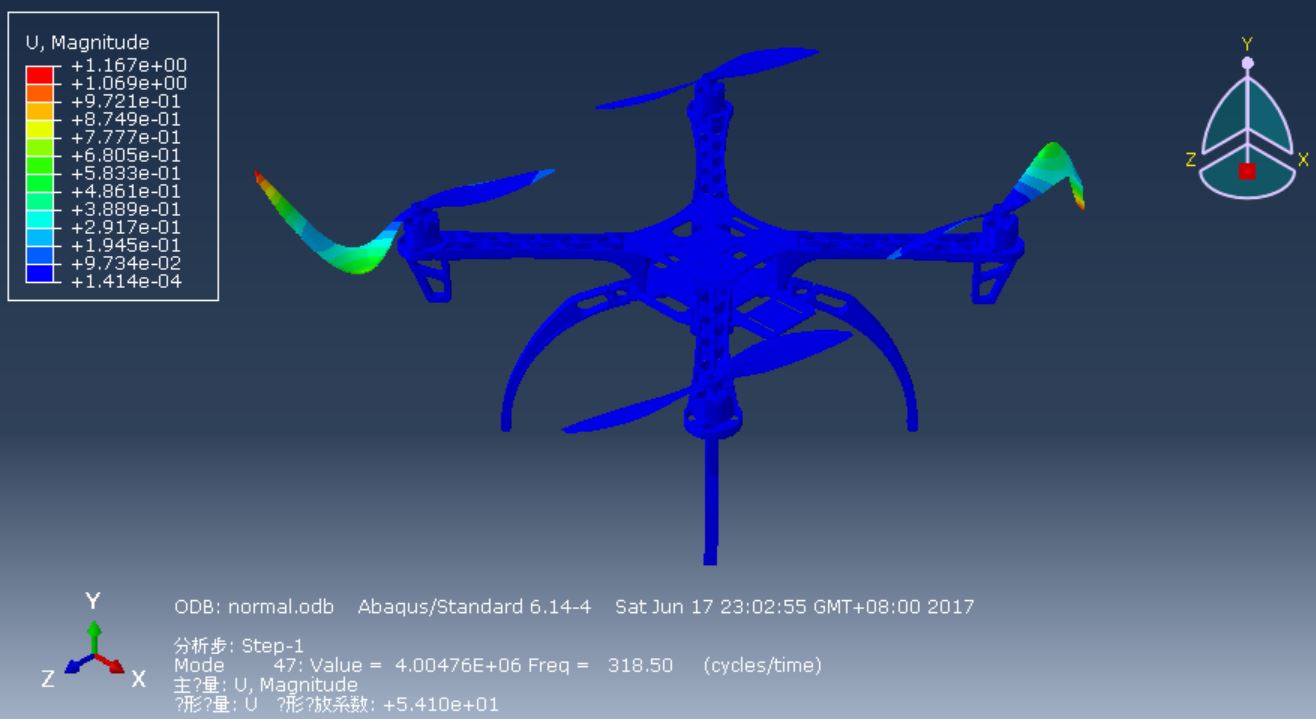 U, Magnitude
+1.167e+00
+1.069e+00
+9.721e-01
+8.749e-01
+7.777e-01
+6.805e-01
+5.833e-01
+4.861e-01
+3.889e-01
+2.917e-01
+1.945e-01
+9.734e-02
+1.414e-04
Y
Z X
Y
Z X
ODB: normal.odb Abaqus/Standard 6.14-4 Sat Jun 17 23:02:55 GMT+08:00 2017
分析步: Step-1
Mode 47: Value = 4.00476E+06 Freq = 318.50 (cycles/time)
主?量: U, Magnitude
?形?量: U ?形?放系数: +5.410e+01